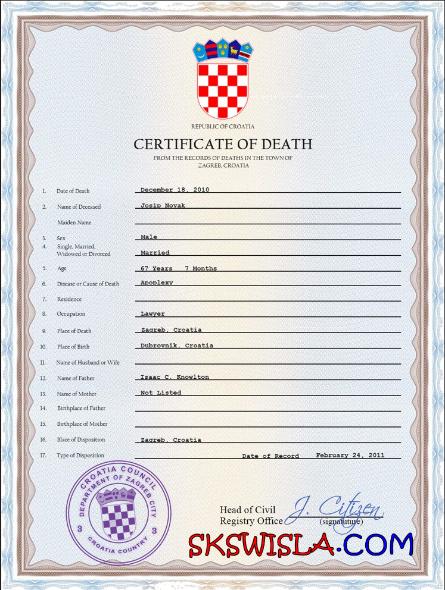 REPUBLIC OF CROATIA
CERTIFICATE OF DEATH
FROM THE RECORDS OF DEATHS IN THE TOWN OF
ZAGREB, CROATIA
1. Date of Death December 18, 2010
2. Name of Deceased Josip Novak
Maiden Name
3. Sex Male
4. Single, Married,
Widowed or Divorced Married
5. Age 67 Years 7 Months
6. Disease or Cause of Death Apoplexy
7. Residence
8. Occupation Lawyer
9. Place of Death Zagreb, Croatia
10. Place of Birth Dubrovnik, Croatia
11. Name of Husband or Wife
12. Name of Father Isaac C. Knowlton
13. Name of Mother Not Listed
14. Birthplace of Father
15. Birthplace of Mother
16. Place of Disposition Zagreb, Croatia
17. Type of Disposition Date of Record February 24, 2011
CROATIA COUNCIL
DEPARTMENT OF ZAGREB CITY
3 3
CROATIA COUNTRY
Head of Civil
Registry Office J. Citizen
(signature)
SKSWISLA.COM